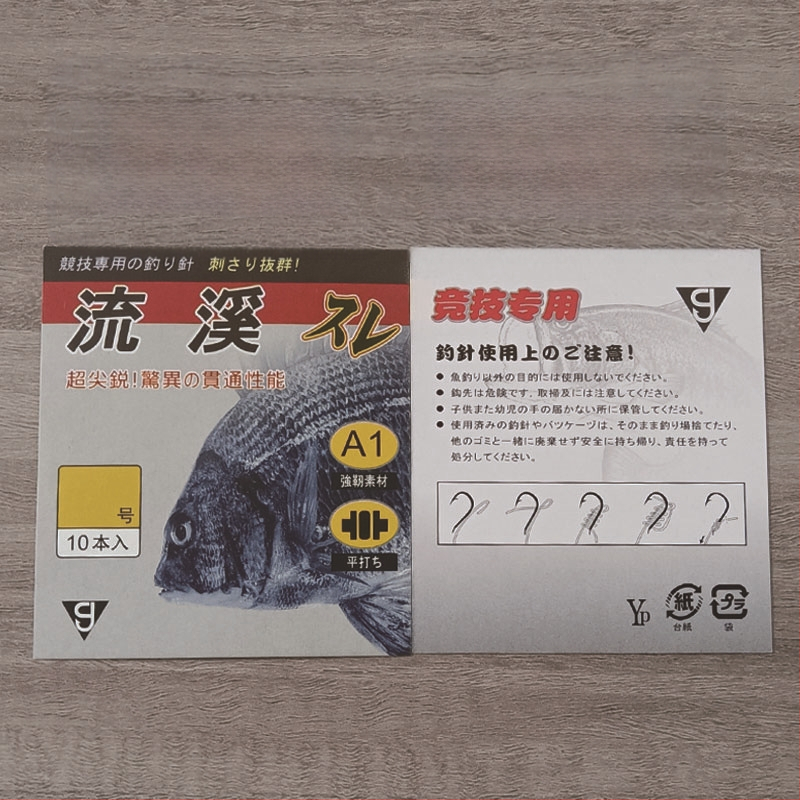 競技専用の釣り針 刺さり抜群!
流溪 スレ
超尖鋭!驚異の貫通性能
A1
強靭素材
平打ち
号
10本入
g
竞技专用
g
釣針使用上のご注意!
● 魚釣り以外の目的には使用しないでください。
● 鈎先は危険です,取掃及には注意してください。
● 子供また幼児の手の届かない所に保管してください。
● 使用済みの釣針やバツケージは、そのまま釣り場捨てたり、
他のゴミと一緒に廃棄せず安全に持ち帰り、責任を持って
処分してください。
Yp
紙
台紙
プラ
袋